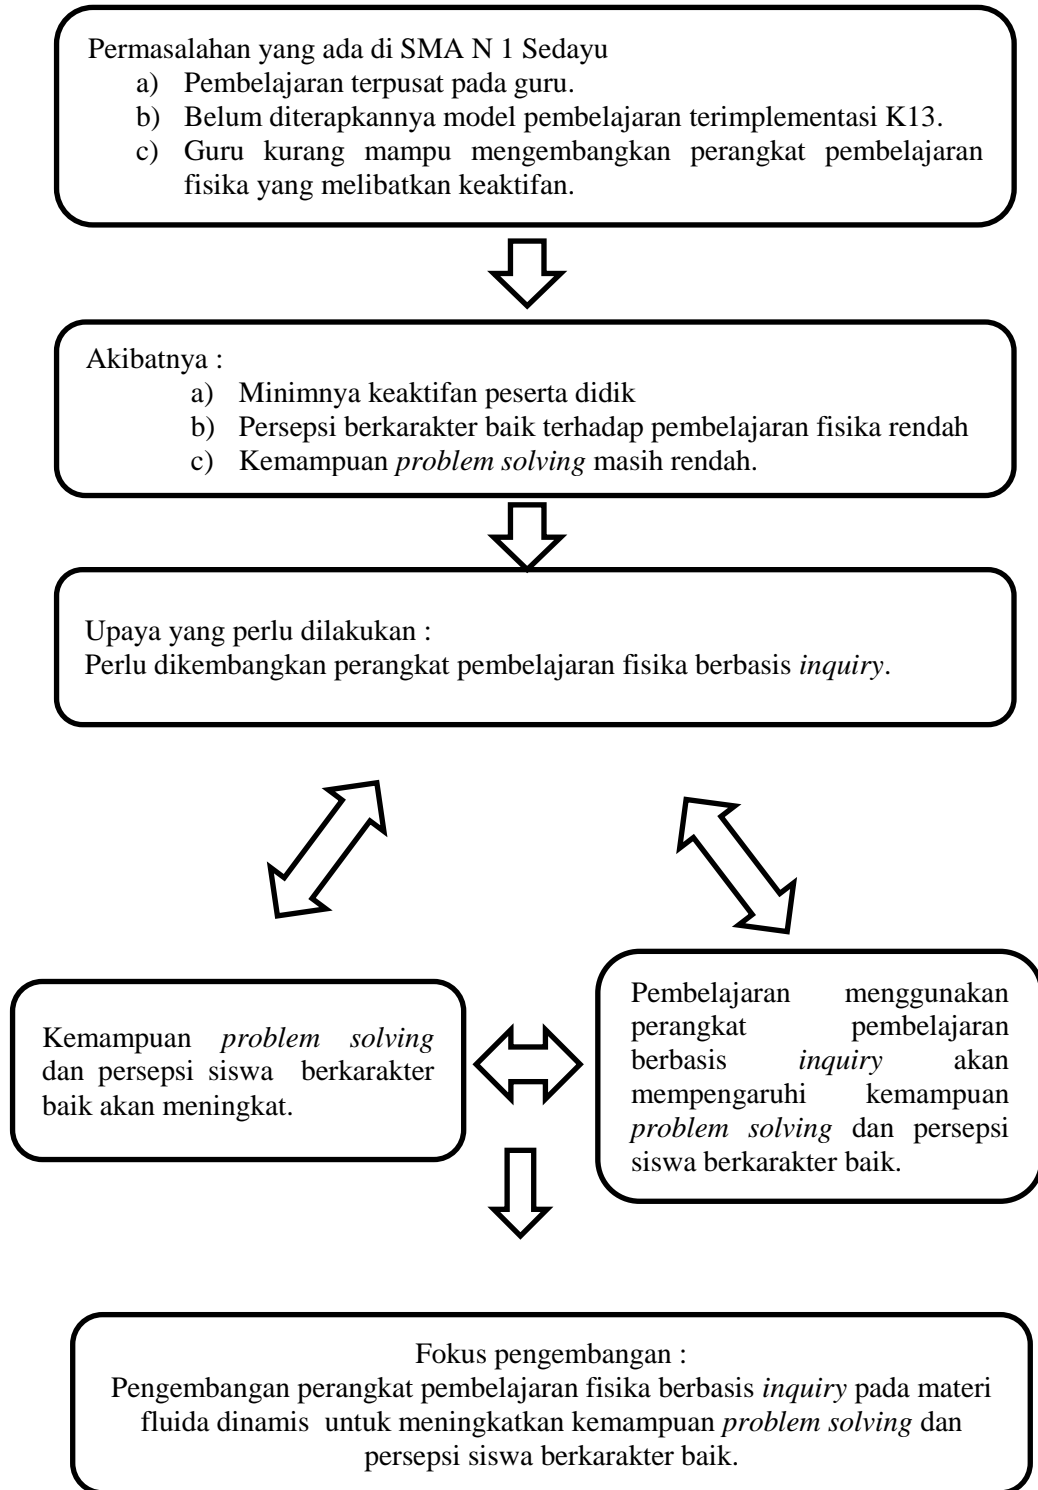 Permasalahan yang ada di SMA N 1 Sedayu
a) Pembelajaran terpusat pada guru.
b) Belum diterapkannya model pembelajaran terimplementasi K13.
c) Guru kurang mampu mengembangkan perangkat pembelajaran
fisika yang melibatkan keaktifan.
Akibatnya :
a) Minimnya keaktifan peserta didik
b) Persepsi berkarakter baik terhadap pembelajaran fisika rendah
c) Kemampuan problem solving masih rendah.
Upaya yang perlu dilakukan :
Perlu dikembangkan perangkat pembelajaran fisika berbasis inquiry.
Kemampuan problem solving
dan persepsi siswa berkarakter
baik akan meningkat.
Pembelajaran menggunakan
perangkat pembelajaran
berbasis inquiry akan
mempengaruhi kemampuan
problem solving dan persepsi
siswa berkarakter baik.
Fokus pengembangan :
Pengembangan perangkat pembelajaran fisika berbasis inquiry pada materi
fluida dinamis untuk meningkatkan kemampuan problem solving dan
persepsi siswa berkarakter baik.